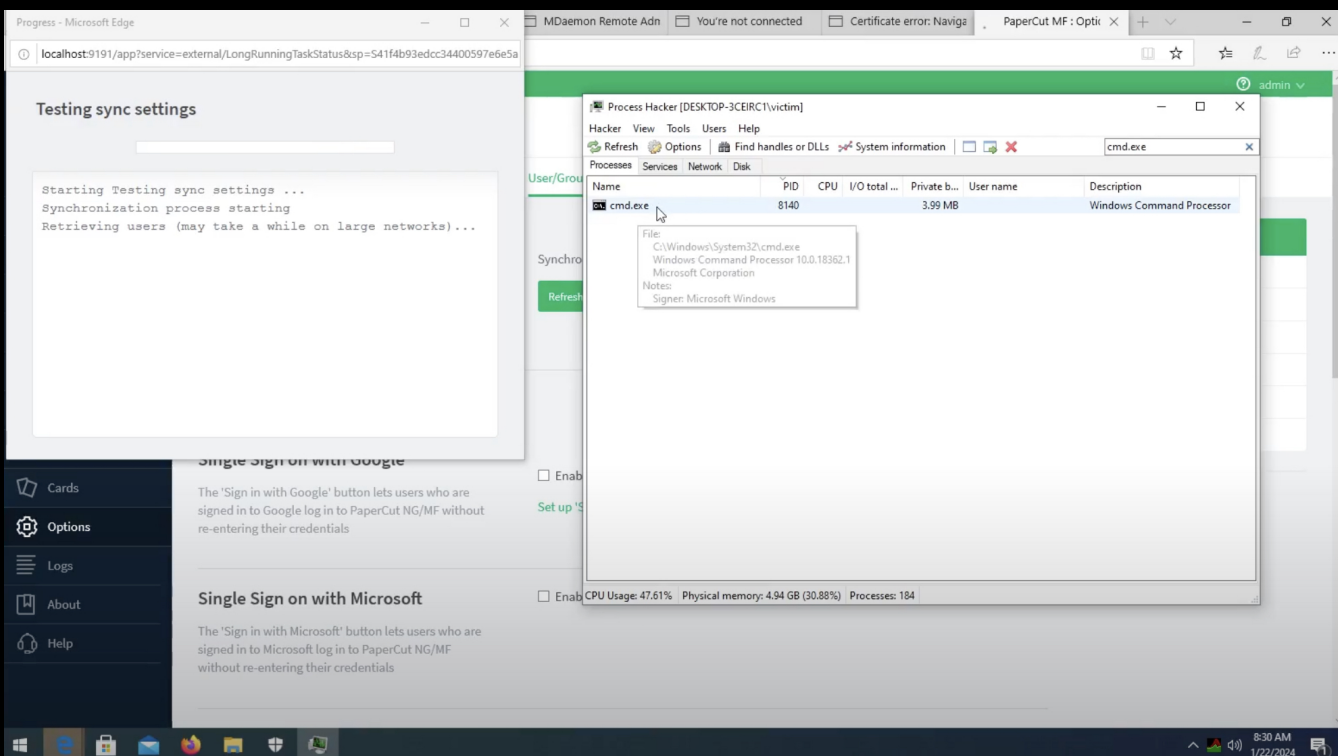 Progress - Microsoft Edge
localhost:9191/app?service=external/LongRunningTaskStatus&sp=S41f4b93edcc34400597e6e5a
MDaemon Remote Adn
You're not connected
Certificate error: Naviga
PaperCut MF : Optic
admin
Testing sync settings
Starting Testing sync settings ...
Synchronization process starting
Retrieving users (may take a while on large networks)...
User/Grou
Synchro
Refresh
Process Hacker [DESKTOP-3CEIRC1\victim]
Hacker View Tools Users Help
Refresh Options Find handles or DLLs System information cmd.exe
Processes Services Network Disk
Name PID CPU I/O total ... Private b... User name Description
cmd.exe 8140 3.99 MB Windows Command Processor
File:
C:\Windows\System32\cmd.exe
Windows Command Processor 10.0.18362.1
Microsoft Corporation
Notes:
Signer: Microsoft Windows
CPU Usage: 47.61% Physical memory: 4.94 GB (30.88%) Processes: 184
Cards
Options
Logs
About
Help
Single Sign on with Google
The 'Sign in with Google' button lets users who are
signed in to Google log in to PaperCut NG/MF without
re-entering their credentials
Enab
Set up 'S
Single Sign on with Microsoft
Enab
The 'Sign in with Microsoft' button lets users who are
signed in to Microsoft log in to PaperCut NG/MF
without re-entering their credentials
8:30 AM
1/22/2024